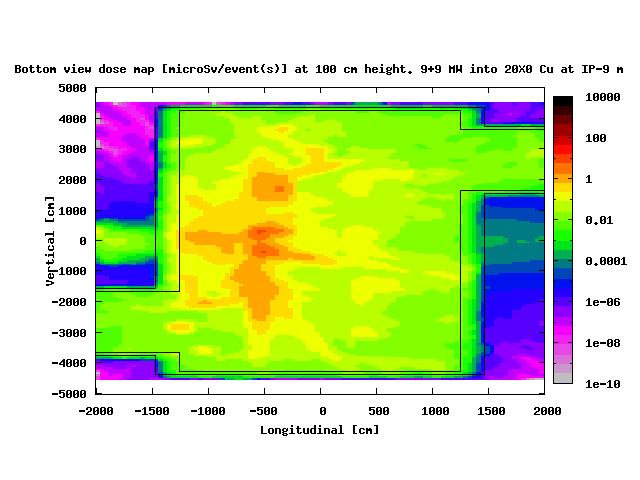 Bottom view dose map [microSv/event(s)] at 100 cm height. 9+9 MW into 20X0 Cu at IP-9 m
5000
4000
3000
2000
1000
0
-1000
-2000
-3000
-4000
-5000
Vertical [cm]
-2000 -1500 -1000 -500 0 500 1000 1500 2000
Longitudinal [cm]
10000
100
1
0.01
0.0001
1e-06
1e-08
1e-10